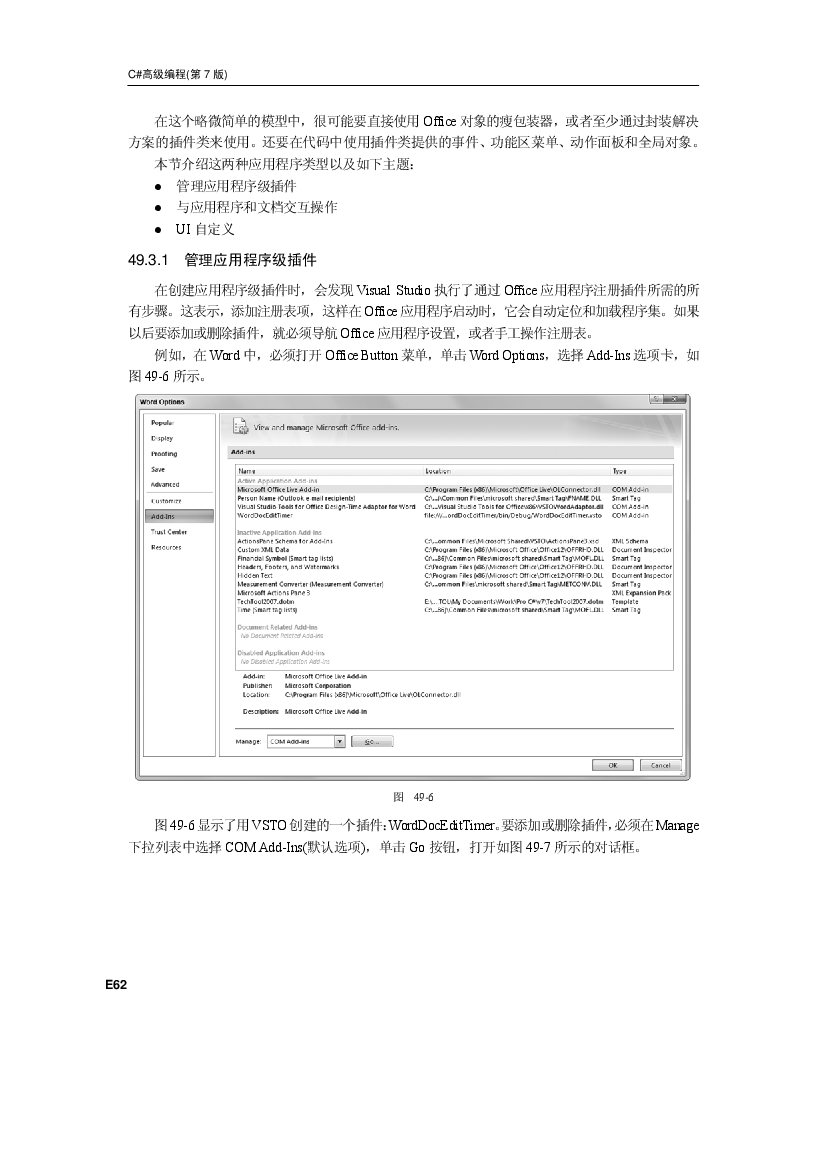 C#高级编程(第 7 版)
在这个略微简单的模型中，很可能要直接使用 Office 对象的瘦包装器，或者至少通过封装解决
方案的插件类来使用。还要在代码中使用插件类提供的事件、功能区菜单、动作面板和全局对象。
本节介绍这两种应用程序类型以及如下主题：
● 管理应用程序级插件
● 与应用程序和文档交互操作
● UI 自定义
49.3.1 管理应用程序级插件
在创建应用程序级插件时，会发现 Visual Studio 执行了通过 Office 应用程序注册插件所需的所
有步骤。这表示，添加注册表项，这样在 Office 应用程序启动时，它会自动定位和加载程序集。如果
以后要添加或删除插件，就必须导航 Office 应用程序设置，或者手工操作注册表。
例如，在 Word 中，必须打开 Office Button 菜单，单击 Word Options，选择 Add-Ins 选项卡，如
图 49-6 所示。
Word Options
Popular
Display
Proofing
Save
Advanced
Customize
Add-Ins
Trust Center
Resources
View and manage Microsoft Office add-ins.
Add-ins
Name Location Type
Active Application Add-ins
Microsoft Office Live Add-in C:\Program Files (x86)\Microsoft\Office Live\OLConnector.dll COM Add-in
Person Name (Outlook e-mail recipients) C:\...i\Common Files\microsoft shared\Smart Tag\FNAME.DLL Smart Tag
Visual Studio Tools for Office Design-Time Adaptor for Word C:\...Visual Studio Tools for Office\x86\VSTOWordAdaptor.dll COM Add-in
WordDocEditTimer file:///...ordDocEditTimer/bin/Debug/WordDocEditTimer.vsto COM Add-in
Inactive Application Add-ins
ActionsPane Schema for Add-Ins C:\...ommon Files\Microsoft Shared\VSTO\ActionsPane3.xsd XML Schema
Custom XML Data C:\Program Files (x86)\Microsoft Office\Office12\OFFRHD.DLL Document Inspector
Financial Symbol (Smart tag lists) C:\...86)\Common Files\microsoft shared\Smart Tag\MOFL.DLL Smart Tag
Headers, Footers, and Watermarks C:\Program Files (x86)\Microsoft Office\Office12\OFFRHD.DLL Document Inspector
Hidden Text C:\Program Files (x86)\Microsoft Office\Office12\OFFRHD.DLL Document Inspector
Measurement Converter (Measurement Converter) C:\...ommon Files\microsoft shared\Smart Tag\METCONV.DLL Smart Tag
Microsoft Actions Pane 3 XML Expansion Pack
TechTool2007.dotm E:\... TOL\My Documents\Work\Pro C#\v7\TechTool2007.dotm Template
Time (Smart tag lists) C:\...86)\Common Files\microsoft shared\Smart Tag\MOFL.DLL Smart Tag
Document Related Add-ins
No Document Related Add-ins
Disabled Application Add-ins
No Disabled Application Add-ins
Add-in: Microsoft Office Live Add-in
Publisher: Microsoft Corporation
Location: C:\Program Files (x86)\Microsoft\Office Live\OLConnector.dll
Description: Microsoft Office Live Add-in
Manage: COM Add-ins Go...
OK Cancel
图 49-6
图 49-6 显示了用 VSTO 创建的一个插件：WordDocEditTimer。要添加或删除插件，必须在 Manage
下拉列表中选择 COM Add-Ins(默认选项)，单击 Go 按钮，打开如图 49-7 所示的对话框。
E62